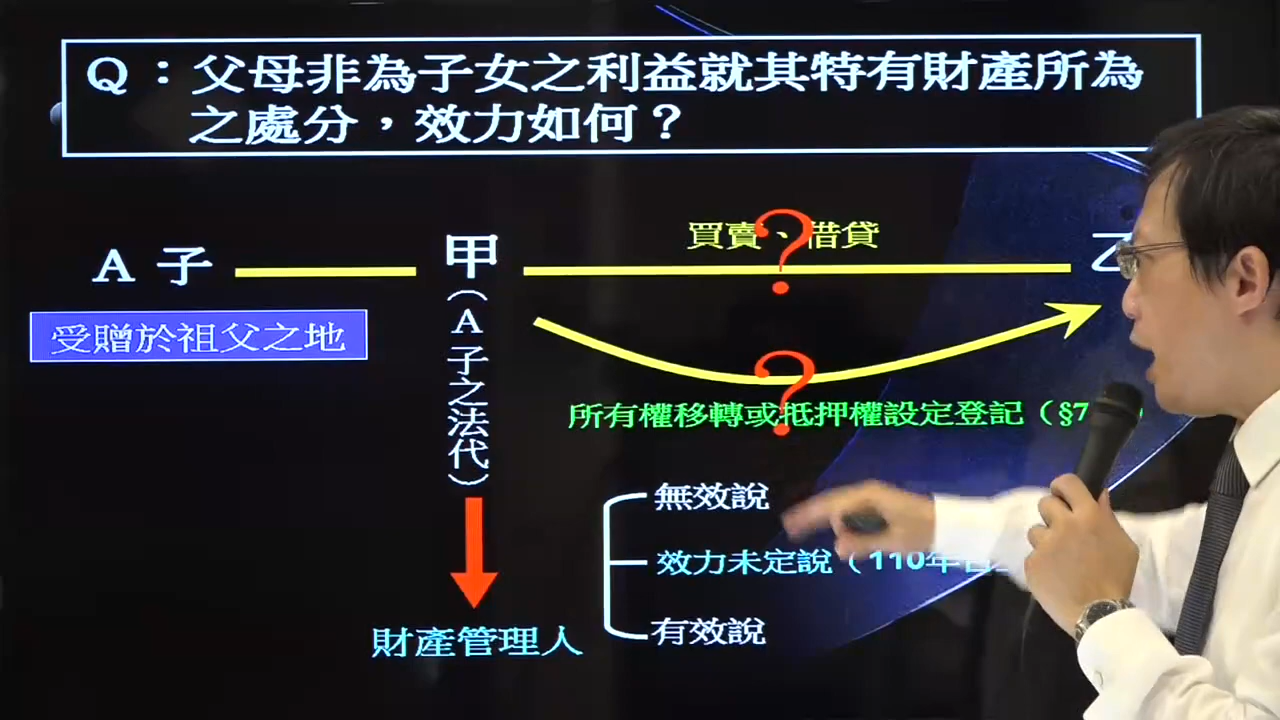 Q：父母非為子女之利益就其特有財產所為
之處分，效力如何？
買賣、借貸
A 子
甲
乙
？
受贈於祖父之地
（A子之法代）
？
所有權移轉或抵押權設定登記（§7
無效說
效力未定說（110年台上
有效說
財產管理人